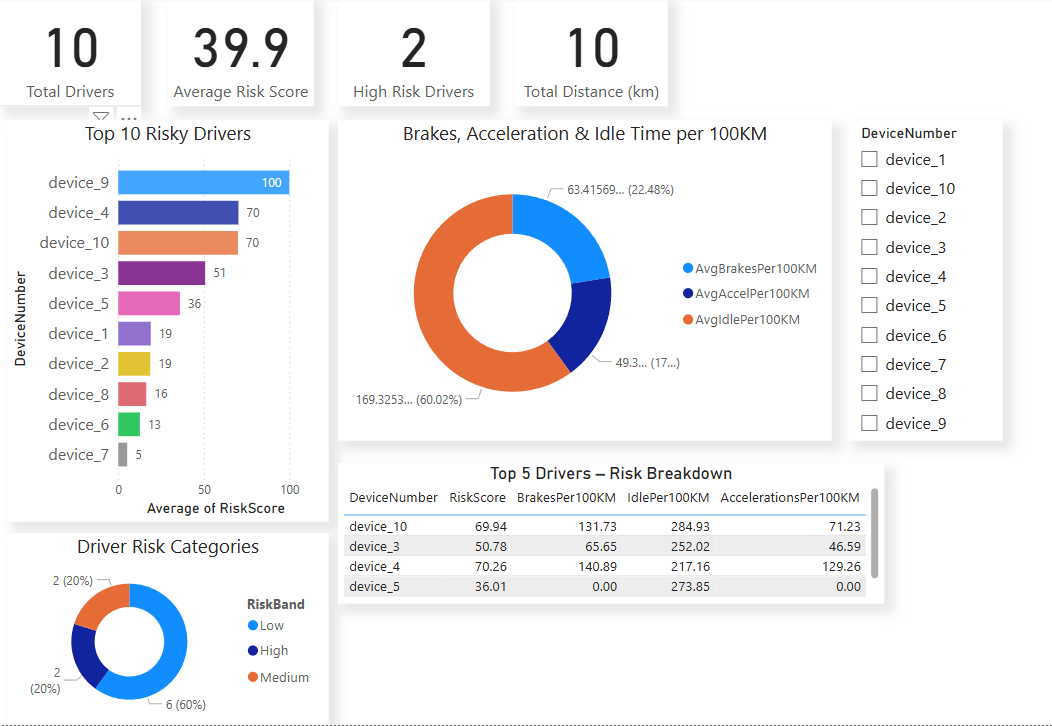 10
Total Drivers
39.9
Average Risk Score
2
High Risk Drivers
10
Total Distance (km)
Top 10 Risky Drivers
DeviceNumber
device_9 100
device_4 70
device_10 70
device_3 51
device_5 36
device_1 19
device_2 19
device_8 16
device_6 13
device_7 5
0 50 100
Average of RiskScore
Brakes, Acceleration & Idle Time per 100KM
63.41569... (22.48%)
49.3... (17...)
169.3253... (60.02%)
AvgBrakesPer100KM
AvgAccelPer100KM
AvgIdlePer100KM
DeviceNumber
device_1
device_10
device_2
device_3
device_4
device_5
device_6
device_7
device_8
device_9
Top 5 Drivers – Risk Breakdown
DeviceNumber RiskScore BrakesPer100KM IdlePer100KM AccelerationsPer100KM
device_10 69.94 131.73 284.93 71.23
device_3 50.78 65.65 252.02 46.59
device_4 70.26 140.89 217.16 129.26
device_5 36.01 0.00 273.85 0.00
Driver Risk Categories
2 (20%)
2
(20%)
6 (60%)
RiskBand
Low
High
Medium